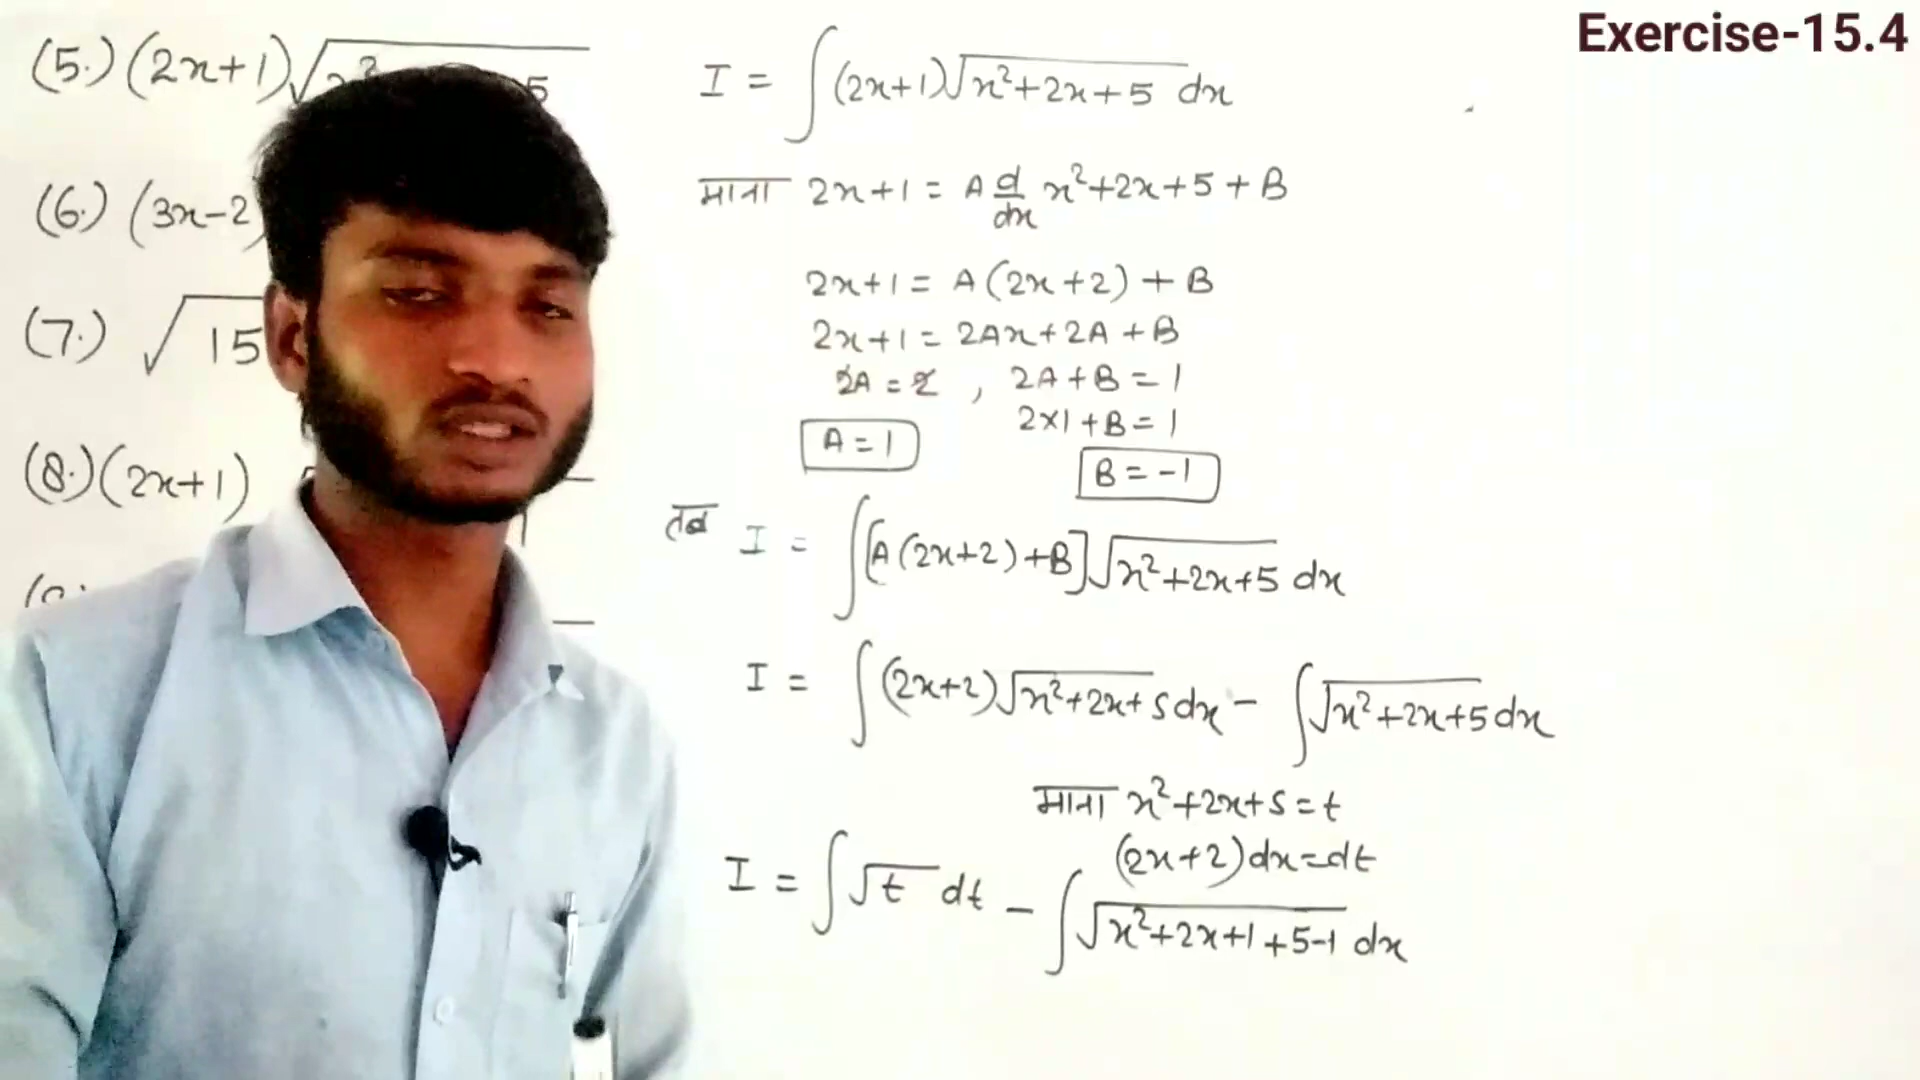 Exercise-15.4
(5.) (2x+1)√x² 5
(6.) (3x-2)
(7.) √15
(8.) (2x+1)
I = ∫(2x+1)√x²+2x+5 dx
माना 2x+1 = A d/dx x²+2x+5 + B
2x+1 = A(2x+2) + B
2x+1 = 2Ax+2A+B
2A = 2 , 2A+B = 1
2×1+B = 1
A = 1
B = -1
तब I = ∫[A(2x+2)+B]√x²+2x+5 dx
I = ∫(2x+2)√x²+2x+5 dx - ∫√x²+2x+5 dx
माना x²+2x+5 = t
(2x+2)dx = dt
I = ∫√t dt - ∫√x²+2x+1+5-1 dx